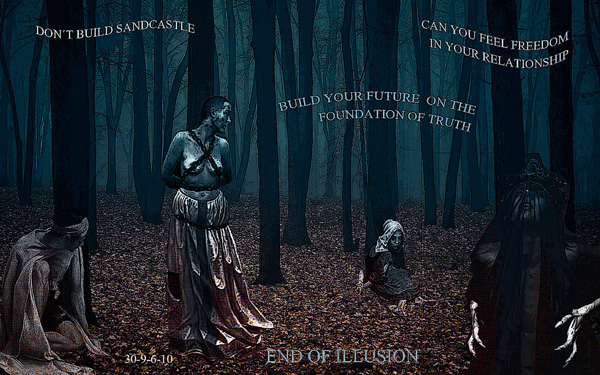 DON'T BUILD SANDCASTLE
CAN YOU FEEL FREEDOM
IN YOUR RELATIONSHIP
BUILD YOUR FUTURE ON THE
FOUNDATION OF TRUTH
30-9-6-10
END OF ILLUSION